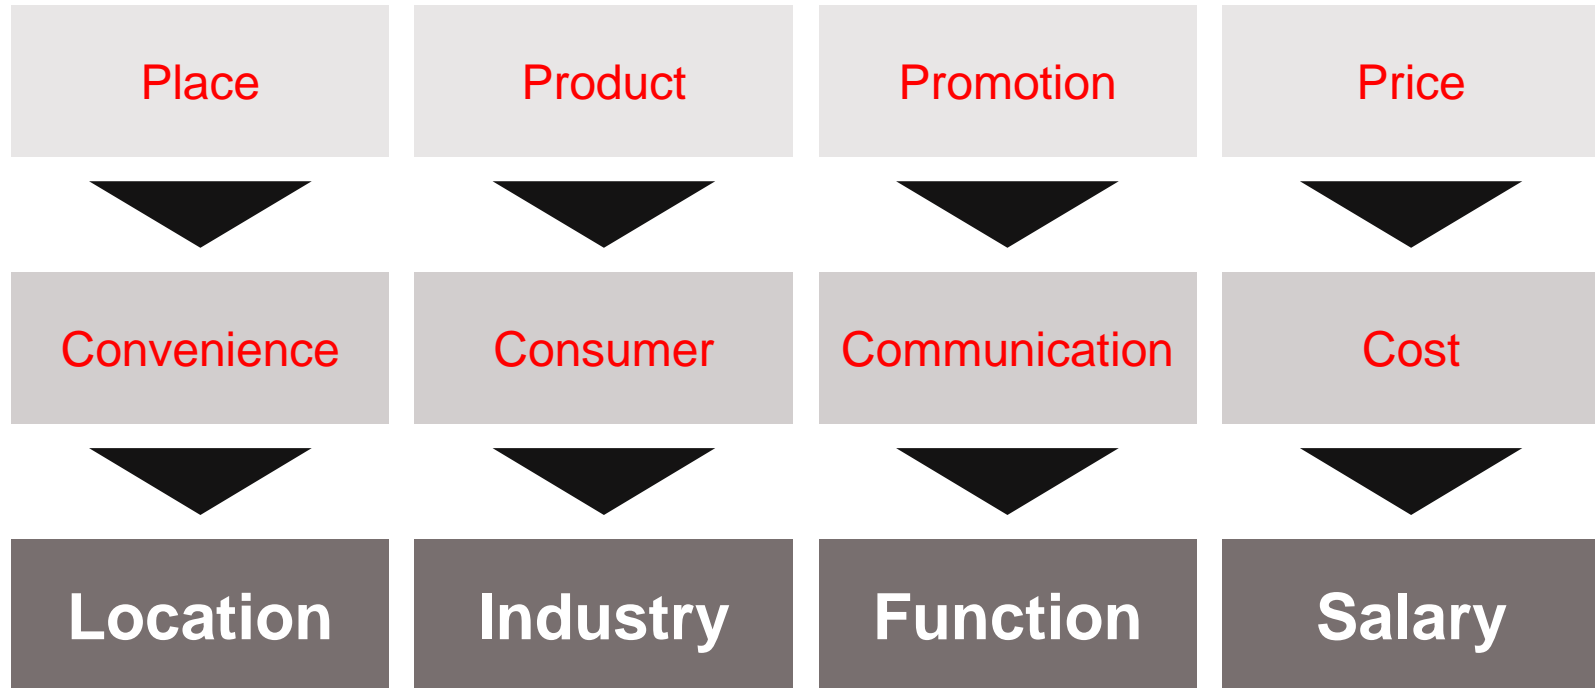 Place Product Promotion Price
Convenience Consumer Communication Cost
Location Industry Function Salary